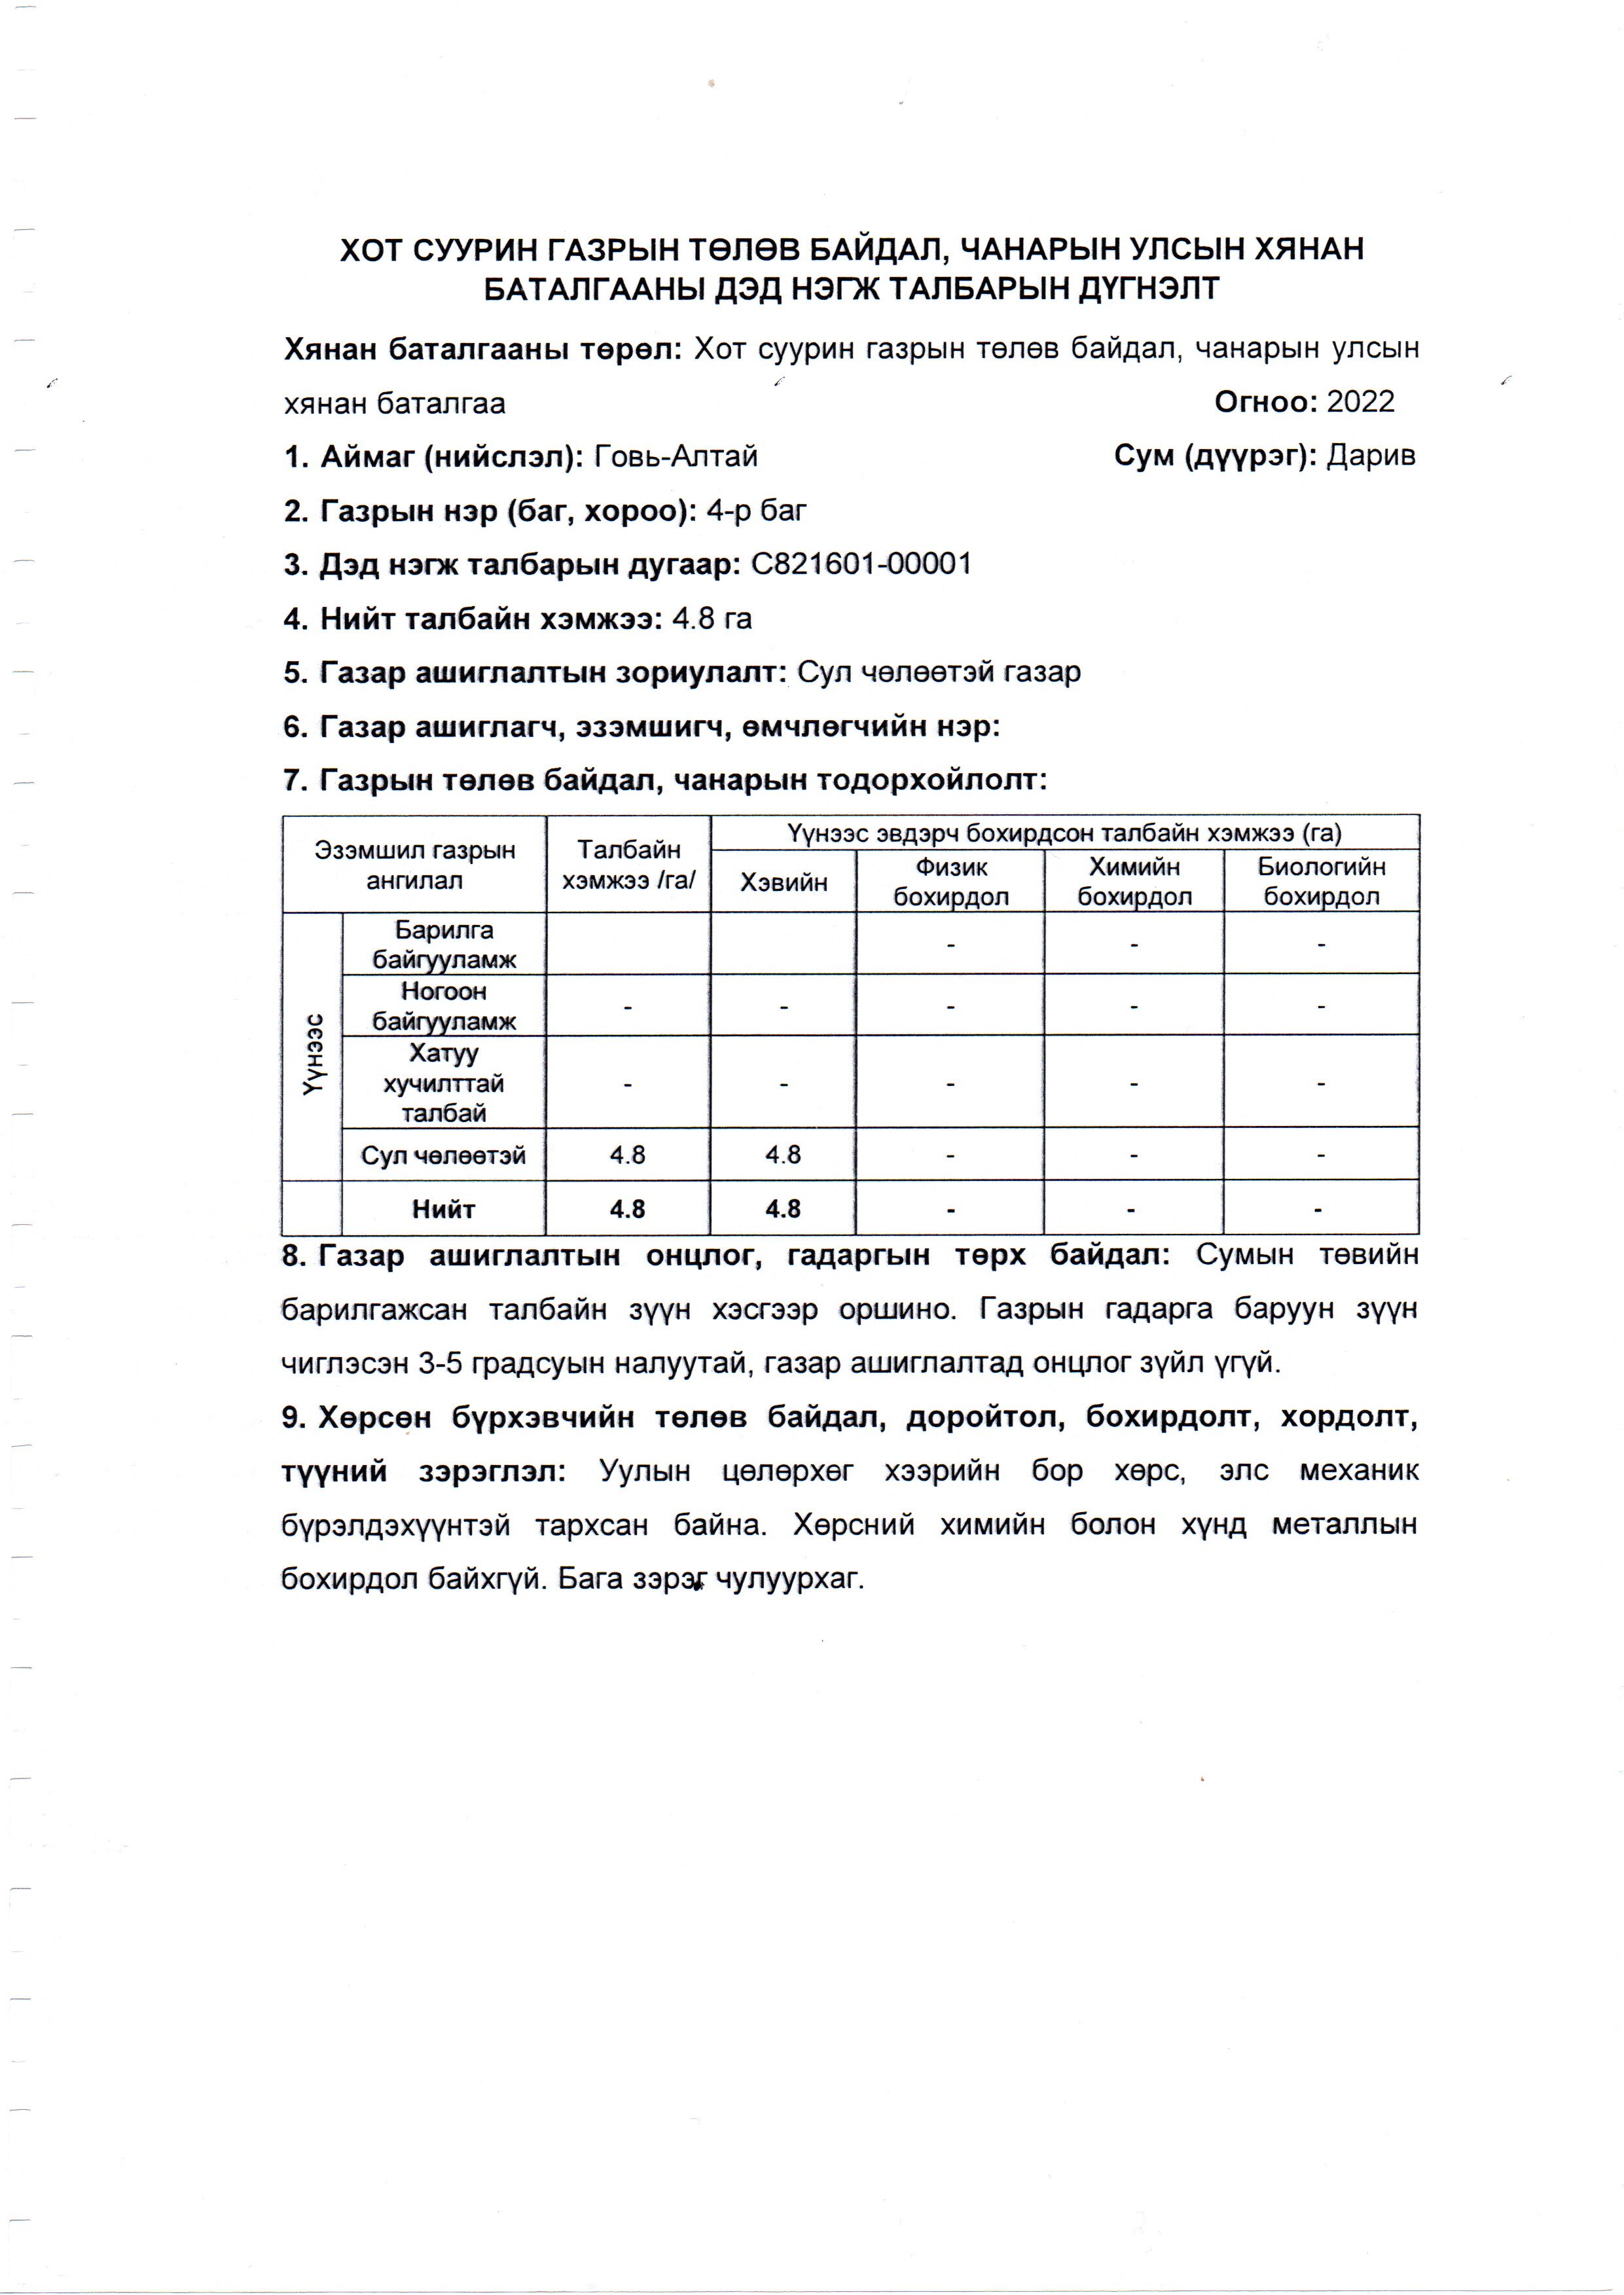 ХОТ СУУРИН ГАЗРЫН ТӨЛӨВ БАЙДАЛ, ЧАНАРЫН УЛСЫН ХЯНАН
БАТАЛГААНЫ ДЭД НЭГЖ ТАЛБАРЫН ДҮГНЭЛТ
Хянан баталгааны төрөл: Хот суурин газрын төлөв байдал, чанарын улсын
хянан баталгаа Огноо: 2022
1. Аймаг (нийслэл): Говь-Алтай Сум (дүүрэг): Дарив
2. Газрын нэр (баг, хороо): 4-р баг
3. Дэд нэгж талбарын дугаар: С821601-00001
4. Нийт талбайн хэмжээ: 4.8 га
5. Газар ашиглалтын зориулалт: Сул чөлөөтэй газар
6. Газар ашиглагч, эзэмшигч, өмчлөгчийн нэр:
7. Газрын төлөв байдал, чанарын тодорхойлолт:
Эзэмшил газрын
ангилал
Талбайн
хэмжээ /га/
Үүнээс эвдэрч бохирдсон талбайн хэмжээ (га)
Хэвийн
Физик
бохирдол
Химийн
бохирдол
Биологийн
бохирдол
Үүнээс
Барилга
байгууламж
- - -
Ногоон
байгууламж
- - - - -
Хатуу
хучилттай
талбай
- - - - -
Сул чөлөөтэй 4.8 4.8 - - -
Нийт 4.8 4.8 - - -
8. Газар ашиглалтын онцлог, гадаргын төрх байдал: Сумын төвийн
барилгажсан талбайн зүүн хэсгээр оршино. Газрын гадарга баруун зүүн
чиглэсэн 3-5 градсуын налуутай, газар ашиглалтад онцлог зүйл үгүй.
9. Хөрсөн бүрхэвчийн төлөв байдал, доройтол, бохирдолт, хордолт,
түүний зэрэглэл: Уулын цөлөрхөг хээрийн бор хөрс, элс механик
бүрэлдэхүүнтэй тархсан байна. Хөрсний химийн болон хүнд металлын
бохирдол байхгүй. Бага зэрэг чулуурхаг.